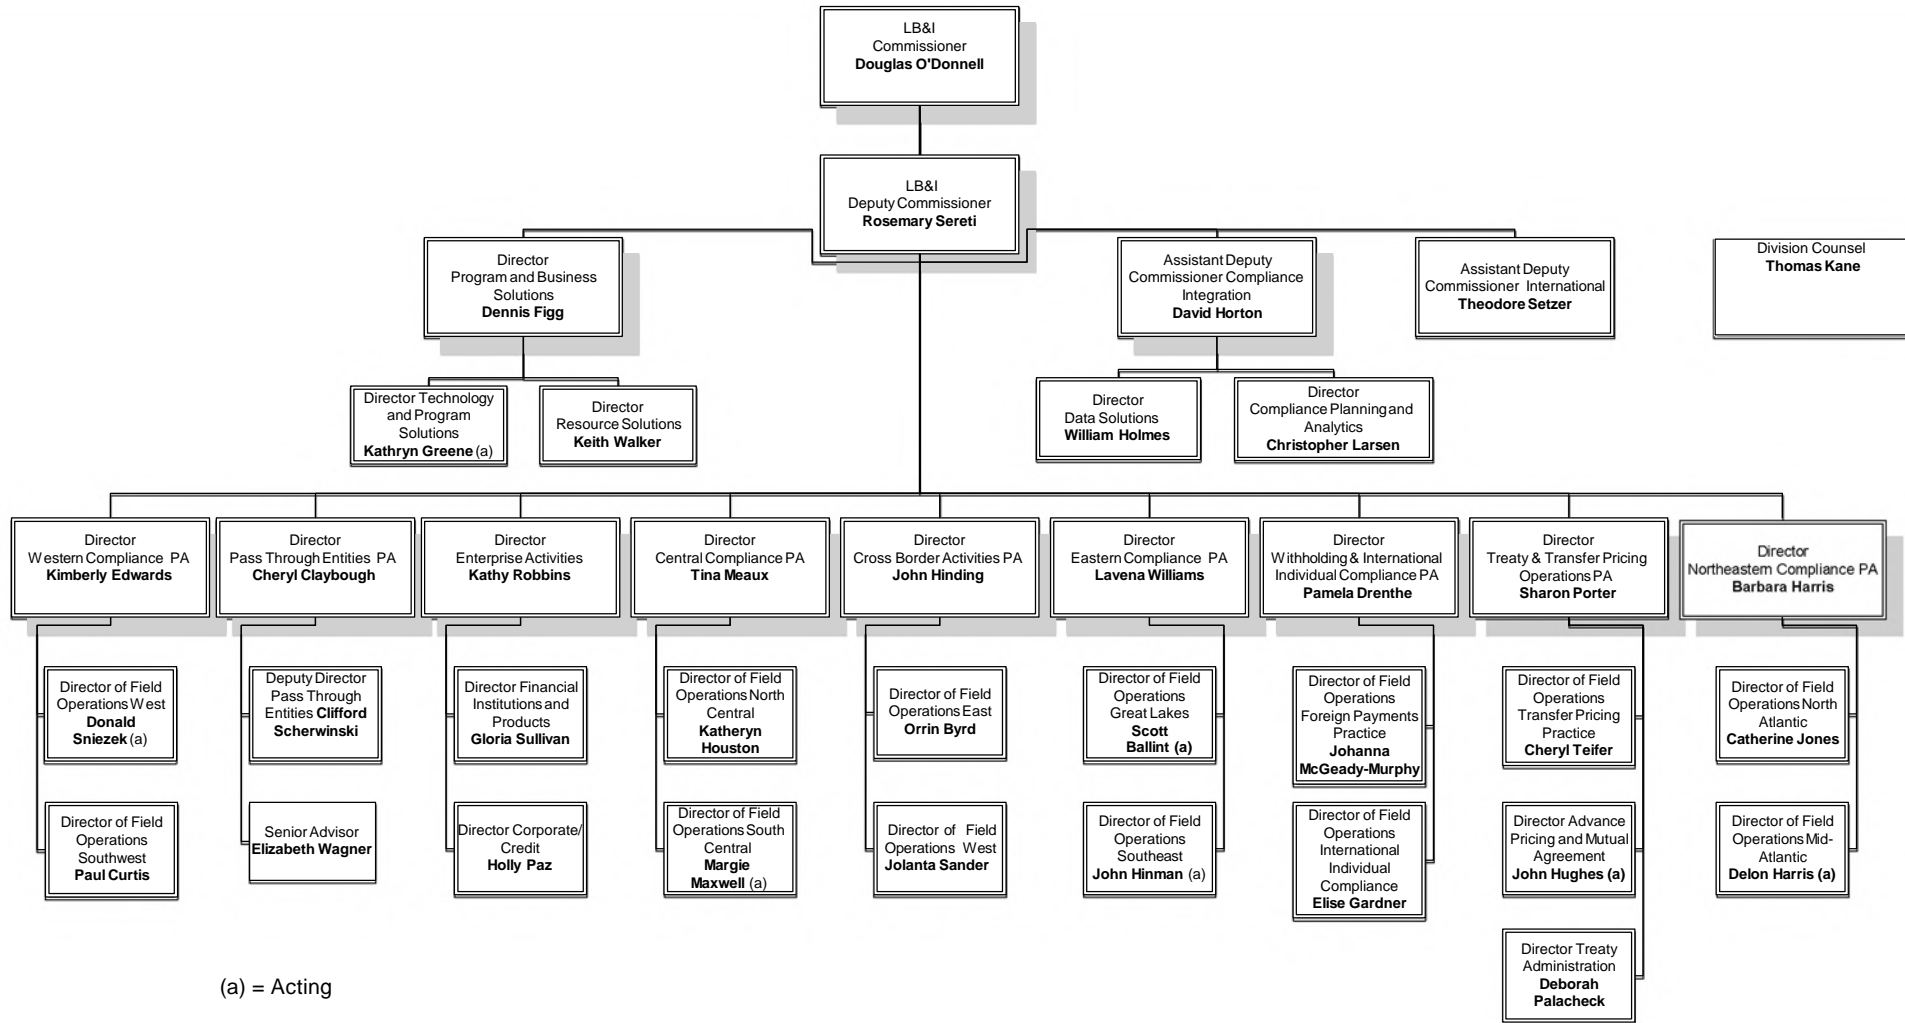 LB&I
Commissioner
Douglas O'Donnell
LB&I
Deputy Commissioner
Rosemary Sereti
Director
Program and Business
Solutions
Dennis Figg
Assistant Deputy
Commissioner Compliance
Integration
David Horton
Assistant Deputy
Commissioner International
Theodore Setzer
Division Counsel
Thomas Kane
Director Technology
and Program
Solutions
Kathryn Greene (a)
Director
Resource Solutions
Keith Walker
Director
Data Solutions
William Holmes
Director
Compliance Planning and
Analytics
Christopher Larsen
Director
Western Compliance PA
Kimberly Edwards
Director
Pass Through Entities PA
Cheryl Claybough
Director
Enterprise Activities
Kathy Robbins
Director
Central Compliance PA
Tina Meaux
Director
Cross Border Activities PA
John Hinding
Director
Eastern Compliance PA
Lavena Williams
Director
Withholding & International
Individual Compliance PA
Pamela Drenthe
Director
Treaty & Transfer Pricing
Operations PA
Sharon Porter
Director
Northeastern Compliance PA
Barbara Harris
Director of Field
Operations West
Donald
Sniezek (a)
Deputy Director
Pass Through
Entities Clifford
Scherwinski
Director Financial
Institutions and
Products
Gloria Sullivan
Director of Field
Operations North
Central
Katheryn
Houston
Director of Field
Operations East
Orrin Byrd
Director of Field
Operations
Great Lakes
Scott
Ballint (a)
Director of Field
Operations
Foreign Payments
Practice
Johanna
McGeady-Murphy
Director of Field
Operations
Transfer Pricing
Practice
Cheryl Teifer
Director of Field
Operations North
Atlantic
Catherine Jones
Director of Field
Operations
Southwest
Paul Curtis
Senior Advisor
Elizabeth Wagner
Director Corporate/
Credit
Holly Paz
Director of Field
Operations South
Central
Margie
Maxwell (a)
Director of Field
Operations West
Jolanta Sander
Director of Field
Operations
Southeast
John Hinman (a)
Director of Field
Operations
International
Individual
Compliance
Elise Gardner
Director Advance
Pricing and Mutual
Agreement
John Hughes (a)
Director of Field
Operations Mid-
Atlantic
Delon Harris (a)
Director Treaty
Administration
Deborah
Palacheck
(a) = Acting